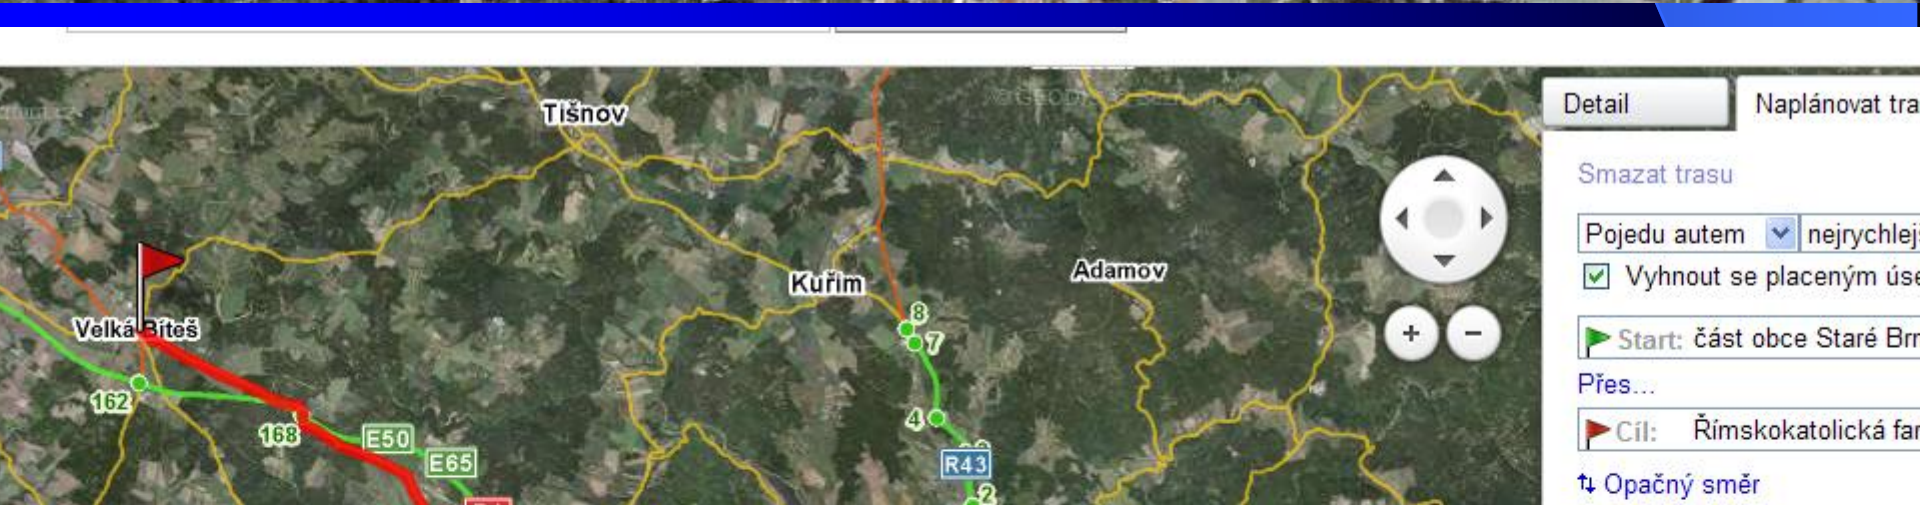 Tišnov
Kuřim
Adamov
Velká Bíteš
162
168
E50
E65
8
7
4
R43
2
Detail
Naplánovat tra
Smazat trasu
Pojedu autem
nejrychlej
Vyhnout se placeným úse
Start: část obce Staré Brn
Přes...
Cíl: Římskokatolická far
Opačný směr